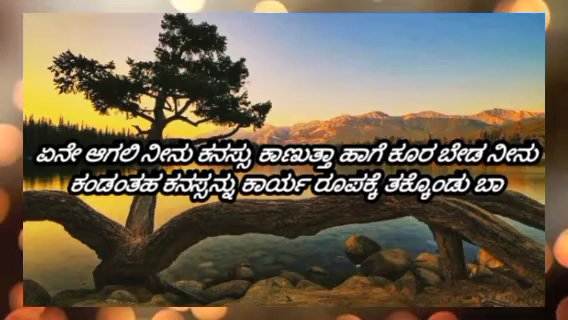 ಏನೇ ಆಗಲಿ ನೀನು ಕನಸ್ಸು ಕಾಣುತ್ತಾ ಹಾಗೆ ಕೂರ ಬೇಡ ನೀನು
ಕಂಡಂತಹ ಕನಸ್ಸನ್ನು ಕಾರ್ಯ ರೂಪಕ್ಕೆ ತಕ್ಕೊಂಡು ಬಾ